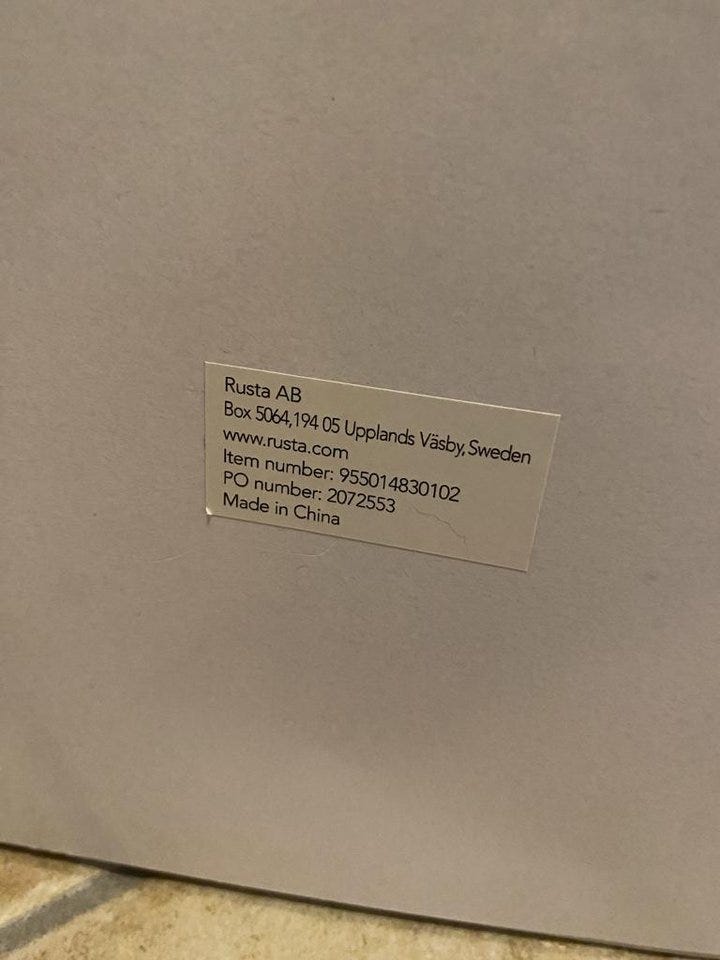 Rusta AB
Box 5064,194 05 Upplands Väsby, Sweden
www.rusta.com
Item number: 955014830102
PO number: 2072553
Made in China